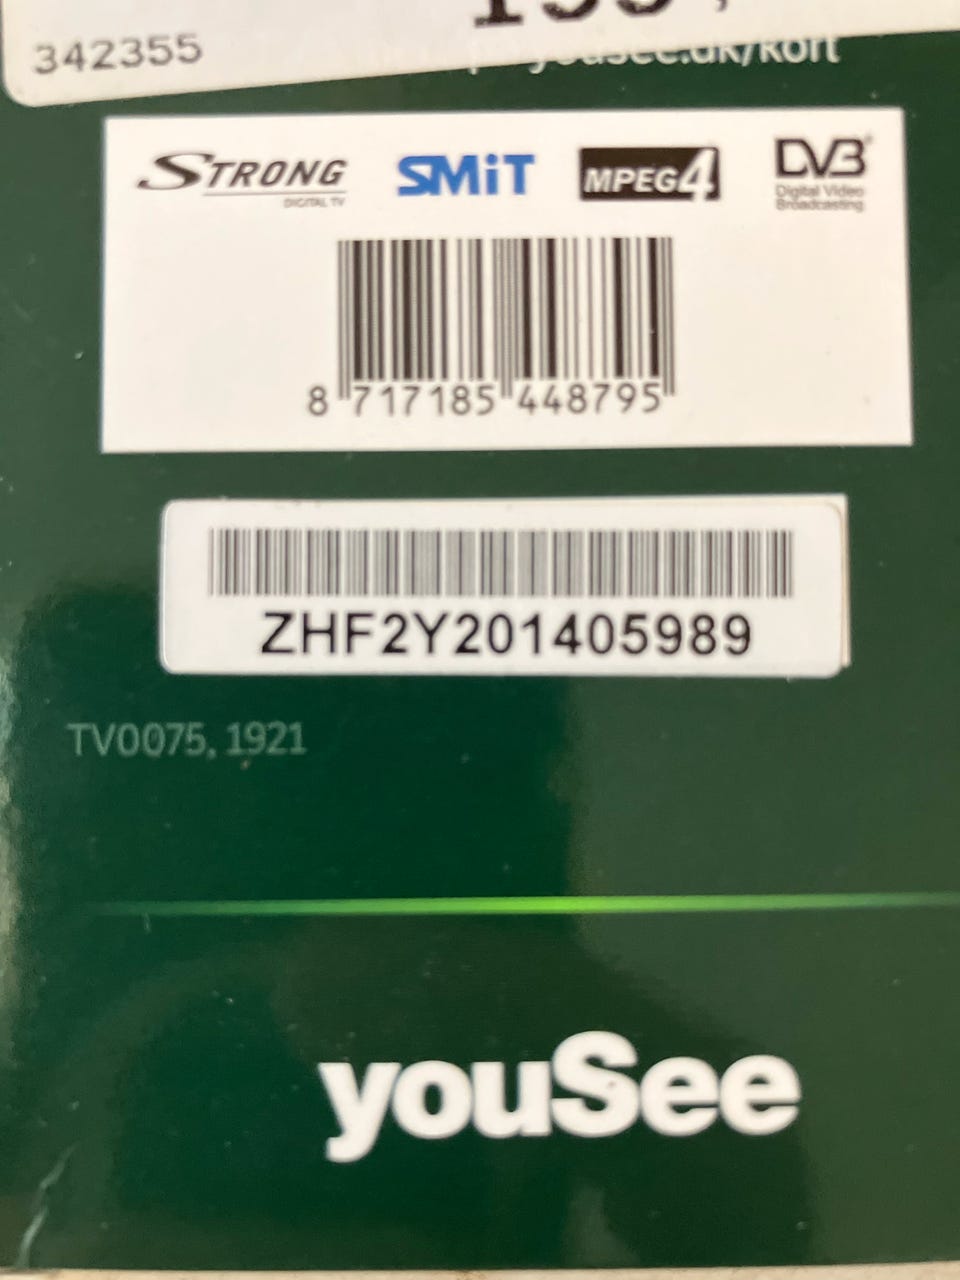 342355
yousee.dk/kort
STRONG SMiT MPEG4 DVB
DIGITAL TV Digital Video
Broadcasting
8 717185 448795
ZHF2Y201405989
TV0075, 1921
youSee